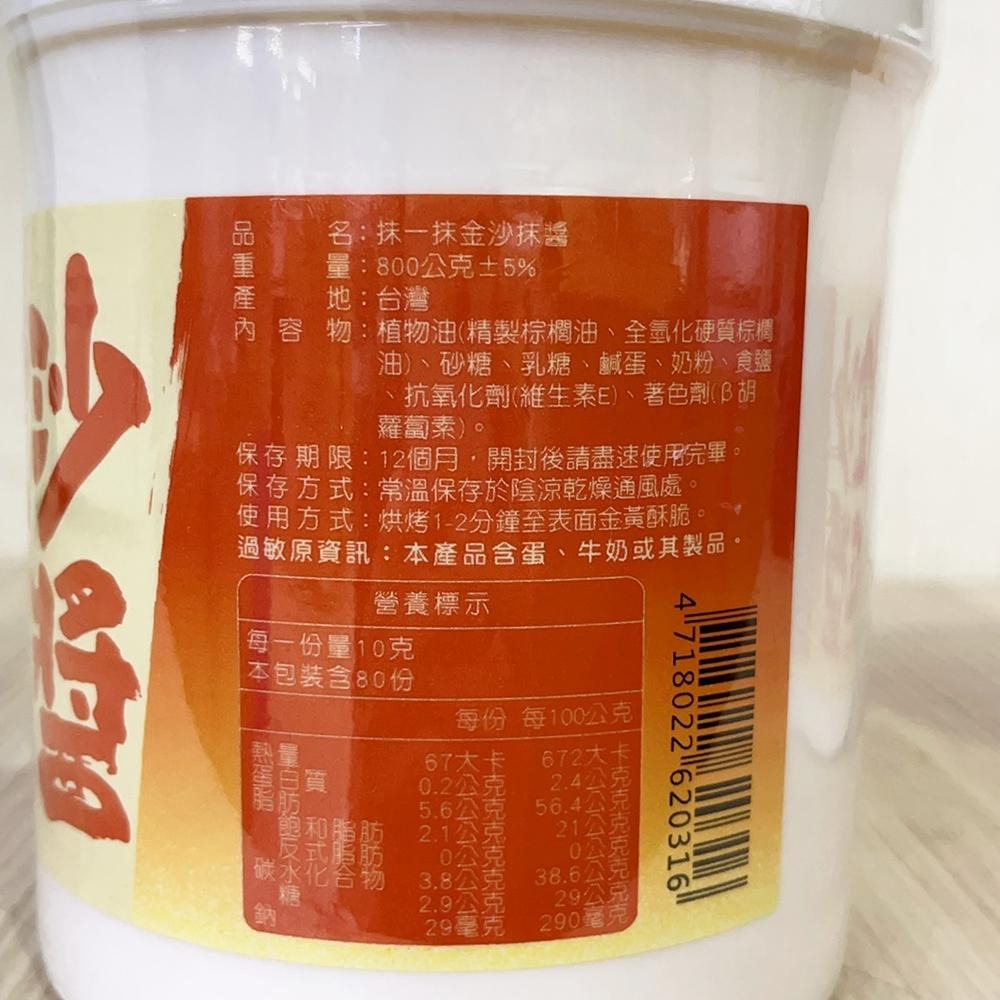 品名：抹一抹金沙抹醬
重量：800公克±5%
產地：台灣
內容物：植物油(精製棕櫚油、全氫化硬質棕櫚
油)、砂糖、乳糖、鹹蛋、奶粉、食鹽
、抗氧化劑(維生素E)、著色劑(β胡
蘿蔔素)。
保存期限：12個月，開封後請盡速使用完畢。
保存方式：常溫保存於陰涼乾燥通風處。
使用方式：烘烤1-2分鐘至表面金黃酥脆。
過敏原資訊：本產品含蛋、牛奶或其製品。
營養標示
每一份量10克
本包裝含80份
每份 每100公克
熱量 67大卡 672大卡
蛋白質 0.2公克 2.4公克
脂肪 5.6公克 56.4公克
飽和脂肪 2.1公克 21公克
反式脂肪 0公克 0公克
碳水化合物 3.8公克 38.6公克
糖 2.9公克 29公克
鈉 29毫克 290毫克
4718022620316
沙